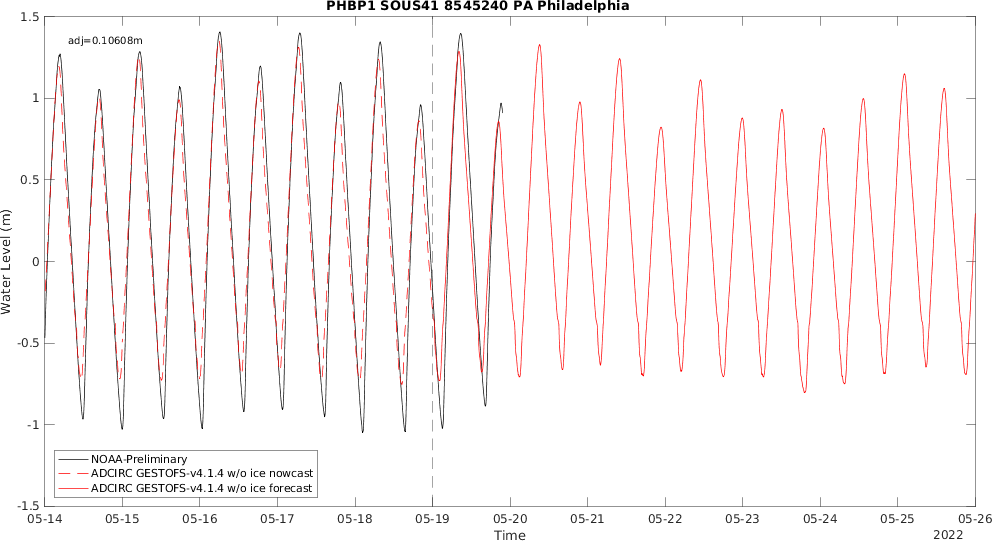 PHBP1 SOUS41 8545240 PA Philadelphia
adj=0.10608m
1.5
1
0.5
0
-0.5
-1
-1.5
Water Level (m)
NOAA-Preliminary
ADCIRC GESTOFS-v4.1.4 w/o ice nowcast
ADCIRC GESTOFS-v4.1.4 w/o ice forecast
05-14 05-15 05-16 05-17 05-18 05-19 05-20 05-21 05-22 05-23 05-24 05-25 05-26
Time
2022